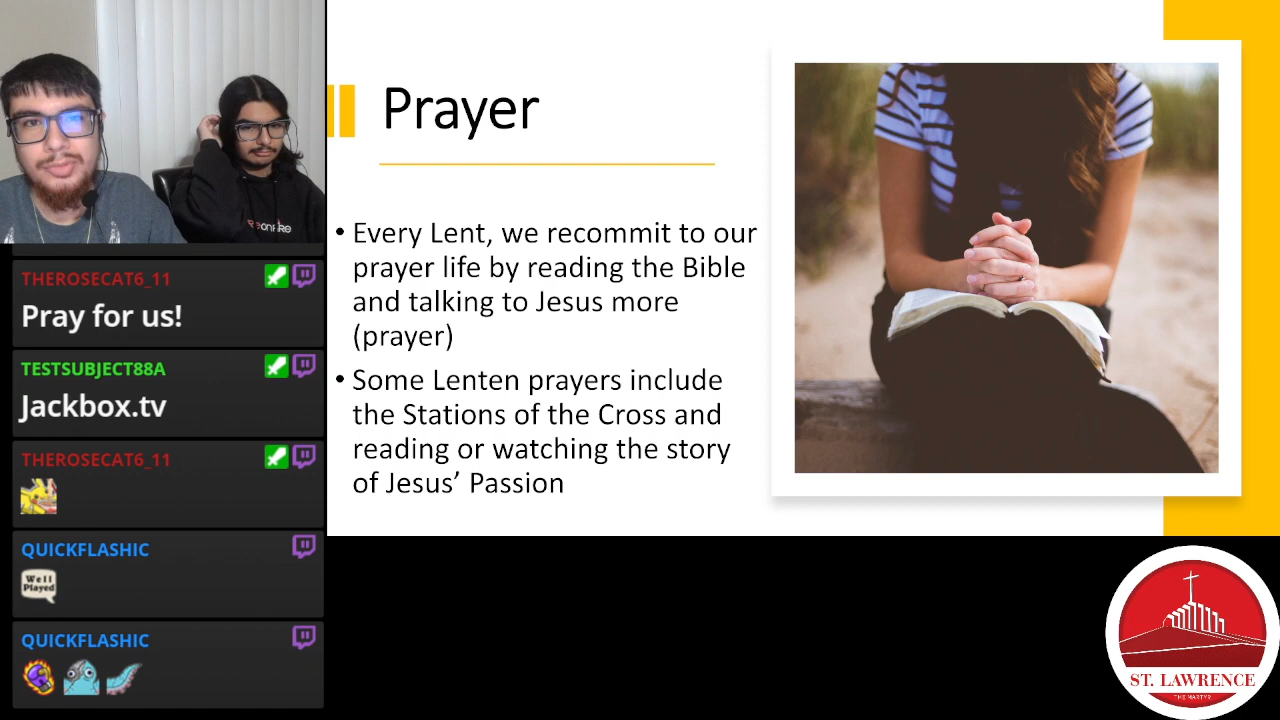 Prayer
• Every Lent, we recommit to our
prayer life by reading the Bible
and talking to Jesus more
(prayer)
• Some Lenten prayers include
the Stations of the Cross and
reading or watching the story
of Jesus’ Passion
THEROSECAT6_11
Pray for us!
TESTSUBJECT88A
Jackbox.tv
THEROSECAT6_11
QUICKFLASHIC
Well
Played
QUICKFLASHIC
ST. LAWRENCE
THE MARTYR